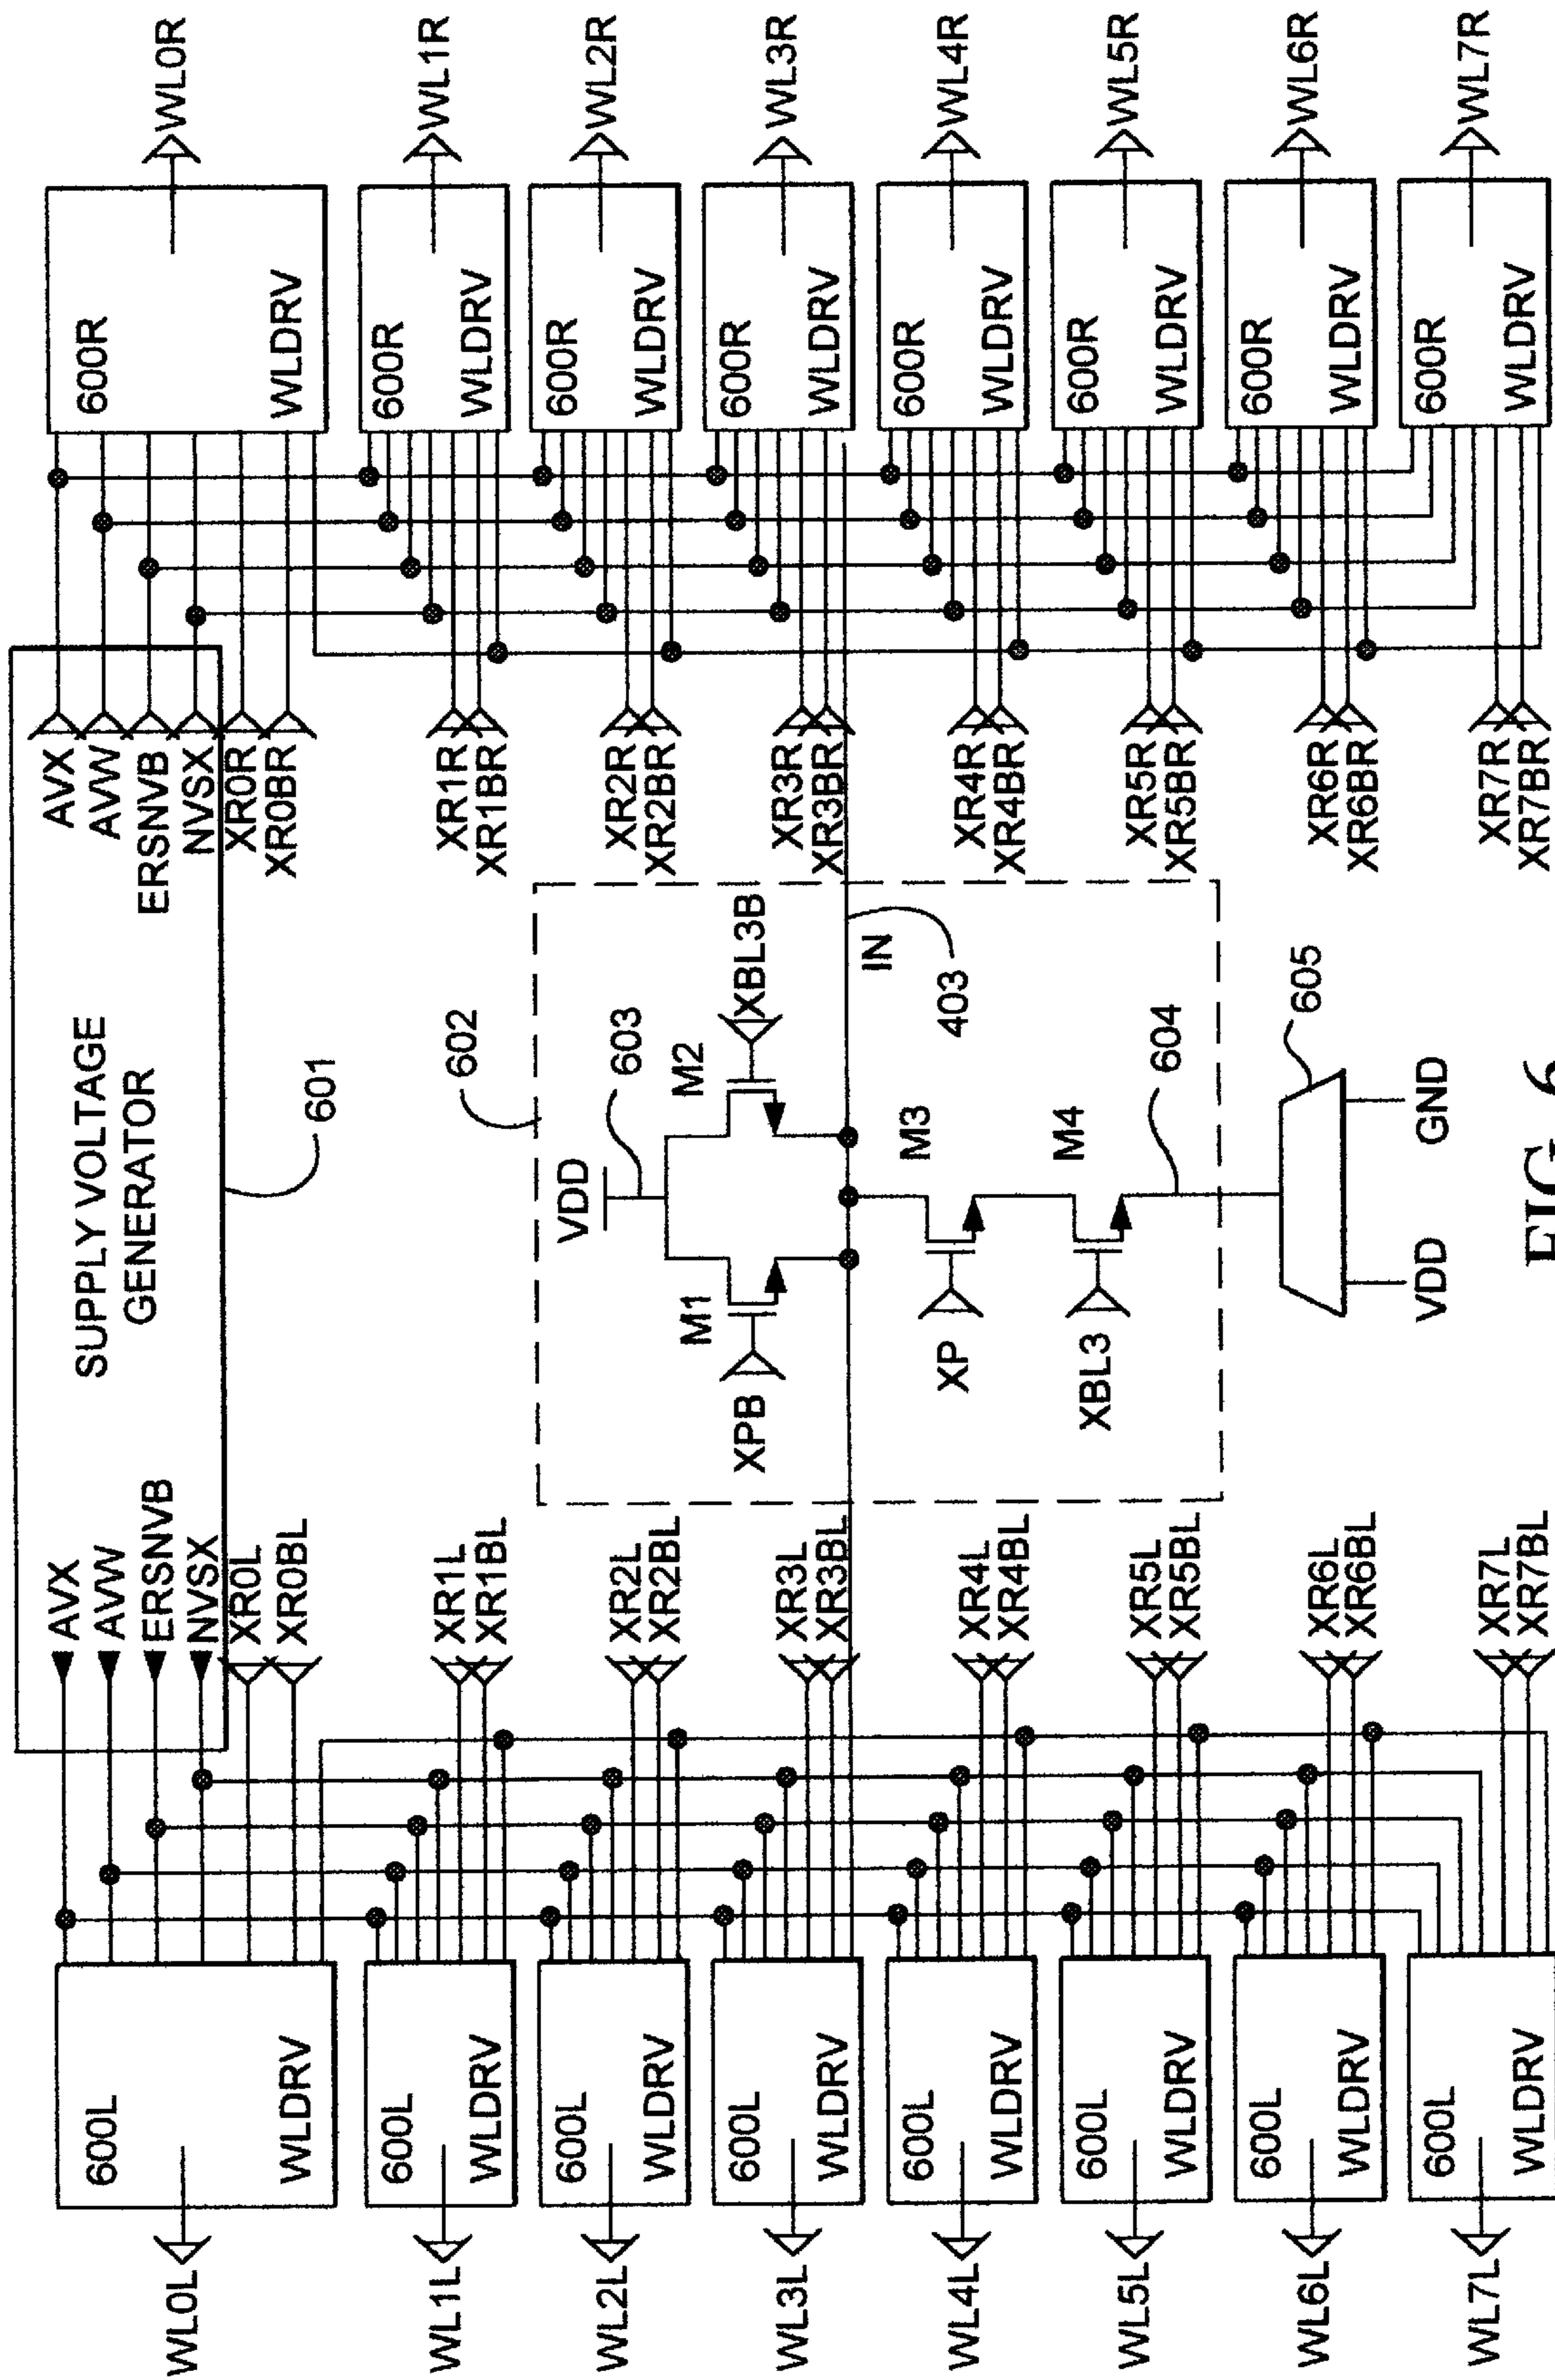 SUPPLY VOLTAGE
GENERATOR
601
AVX
AVW
ERSNVB
NVSX
XR0L
XR0BL
XR1L
XR1BL
XR2L
XR2BL
XR3L
XR3BL
XR4L
XR4BL
XR5L
XR5BL
XR6L
XR6BL
XR7L
XR7BL
AVX
AVW
ERSNVB
NVSX
XR0R
XR0BR
XR1R
XR1BR
XR2R
XR2BR
XR3R
XR3BR
XR4R
XR4BR
XR5R
XR5BR
XR6R
XR6BR
XR7R
XR7BR
600L
WLDRV
WL0L
600L
WLDRV
WL1L
600L
WLDRV
WL2L
600L
WLDRV
WL3L
600L
WLDRV
WL4L
600L
WLDRV
WL5L
600L
WLDRV
WL6L
600L
WLDRV
WL7L
600R
WLDRV
WL0R
600R
WLDRV
WL1R
600R
WLDRV
WL2R
600R
WLDRV
WL3R
600R
WLDRV
WL4R
600R
WLDRV
WL5R
600R
WLDRV
WL6R
600R
WLDRV
WL7R
602
VDD
603
M1
M2
XPB
XBL3B
IN
403
M3
XP
M4
XBL3
604
605
VDD
GND
FIG. 6